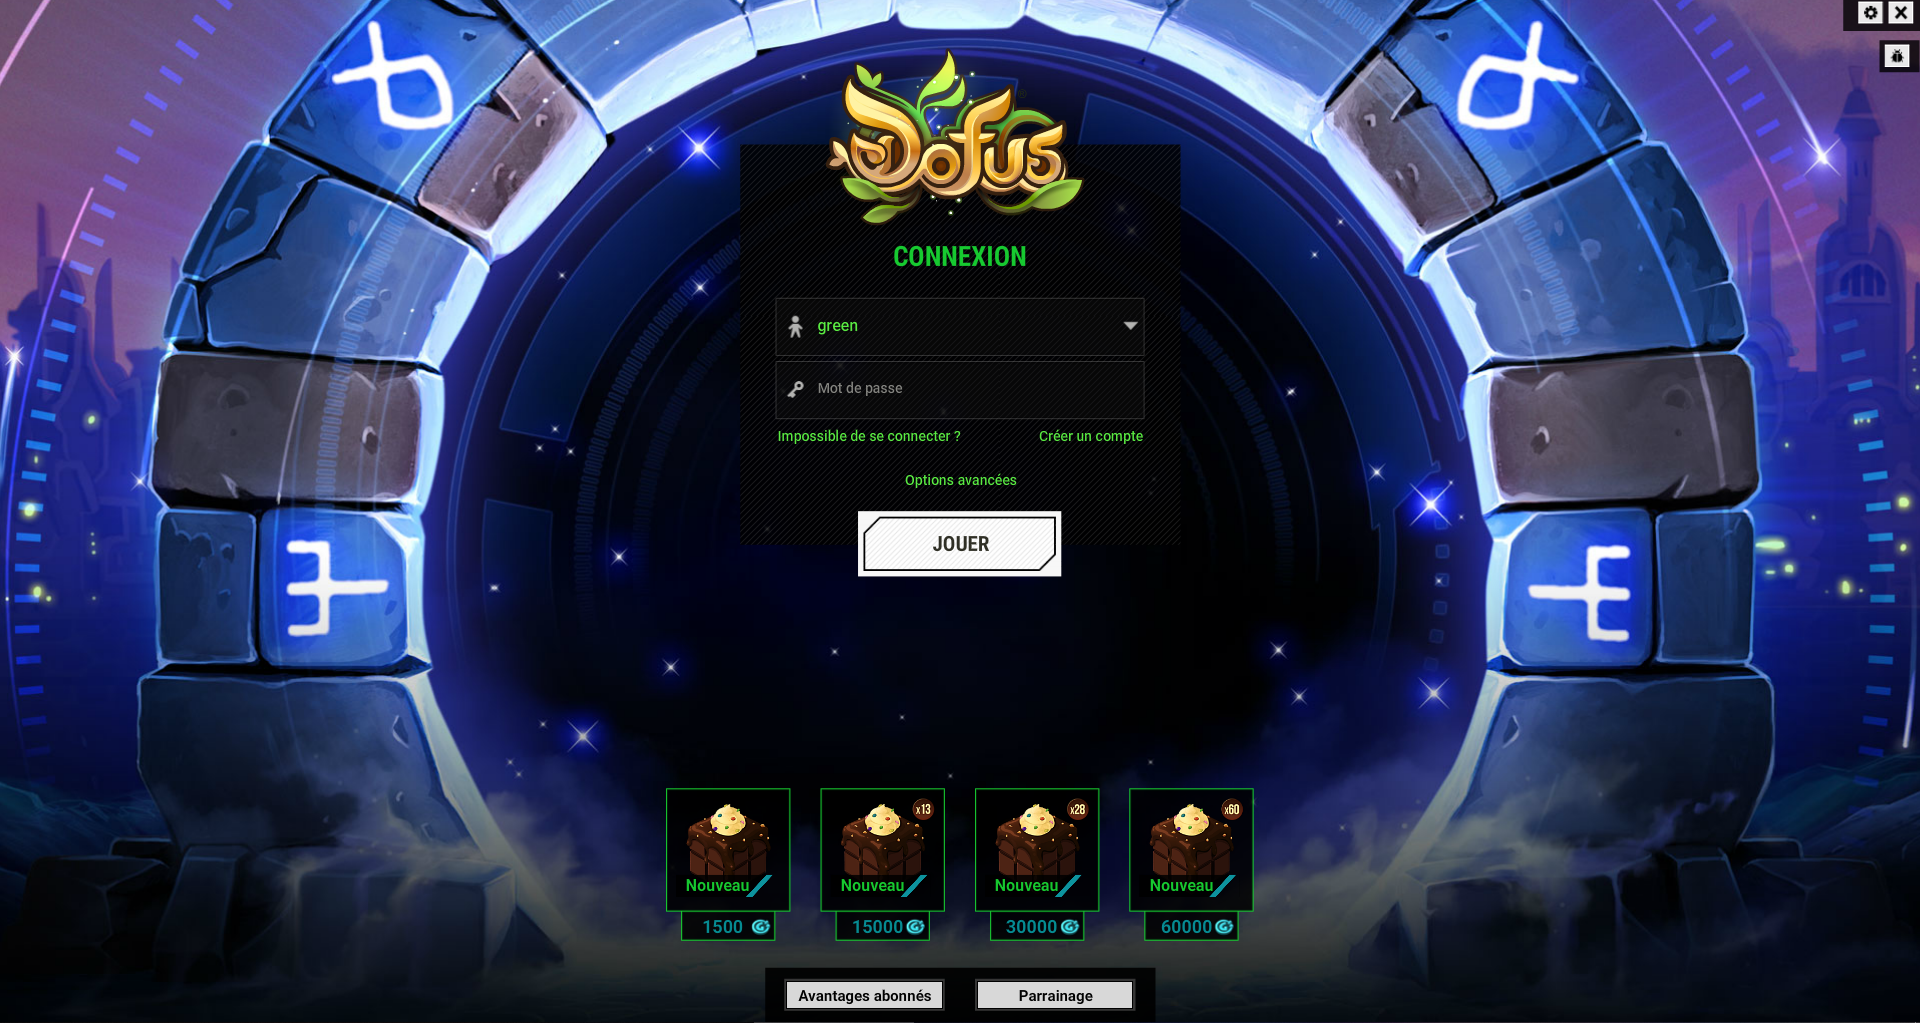 Dofus
CONNEXION
green
Mot de passe
Impossible de se connecter ?
Créer un compte
Options avancées
JOUER
Nouveau
1500
x13
Nouveau
15000
x28
Nouveau
30000
x60
Nouveau
60000
Avantages abonnés
Parrainage